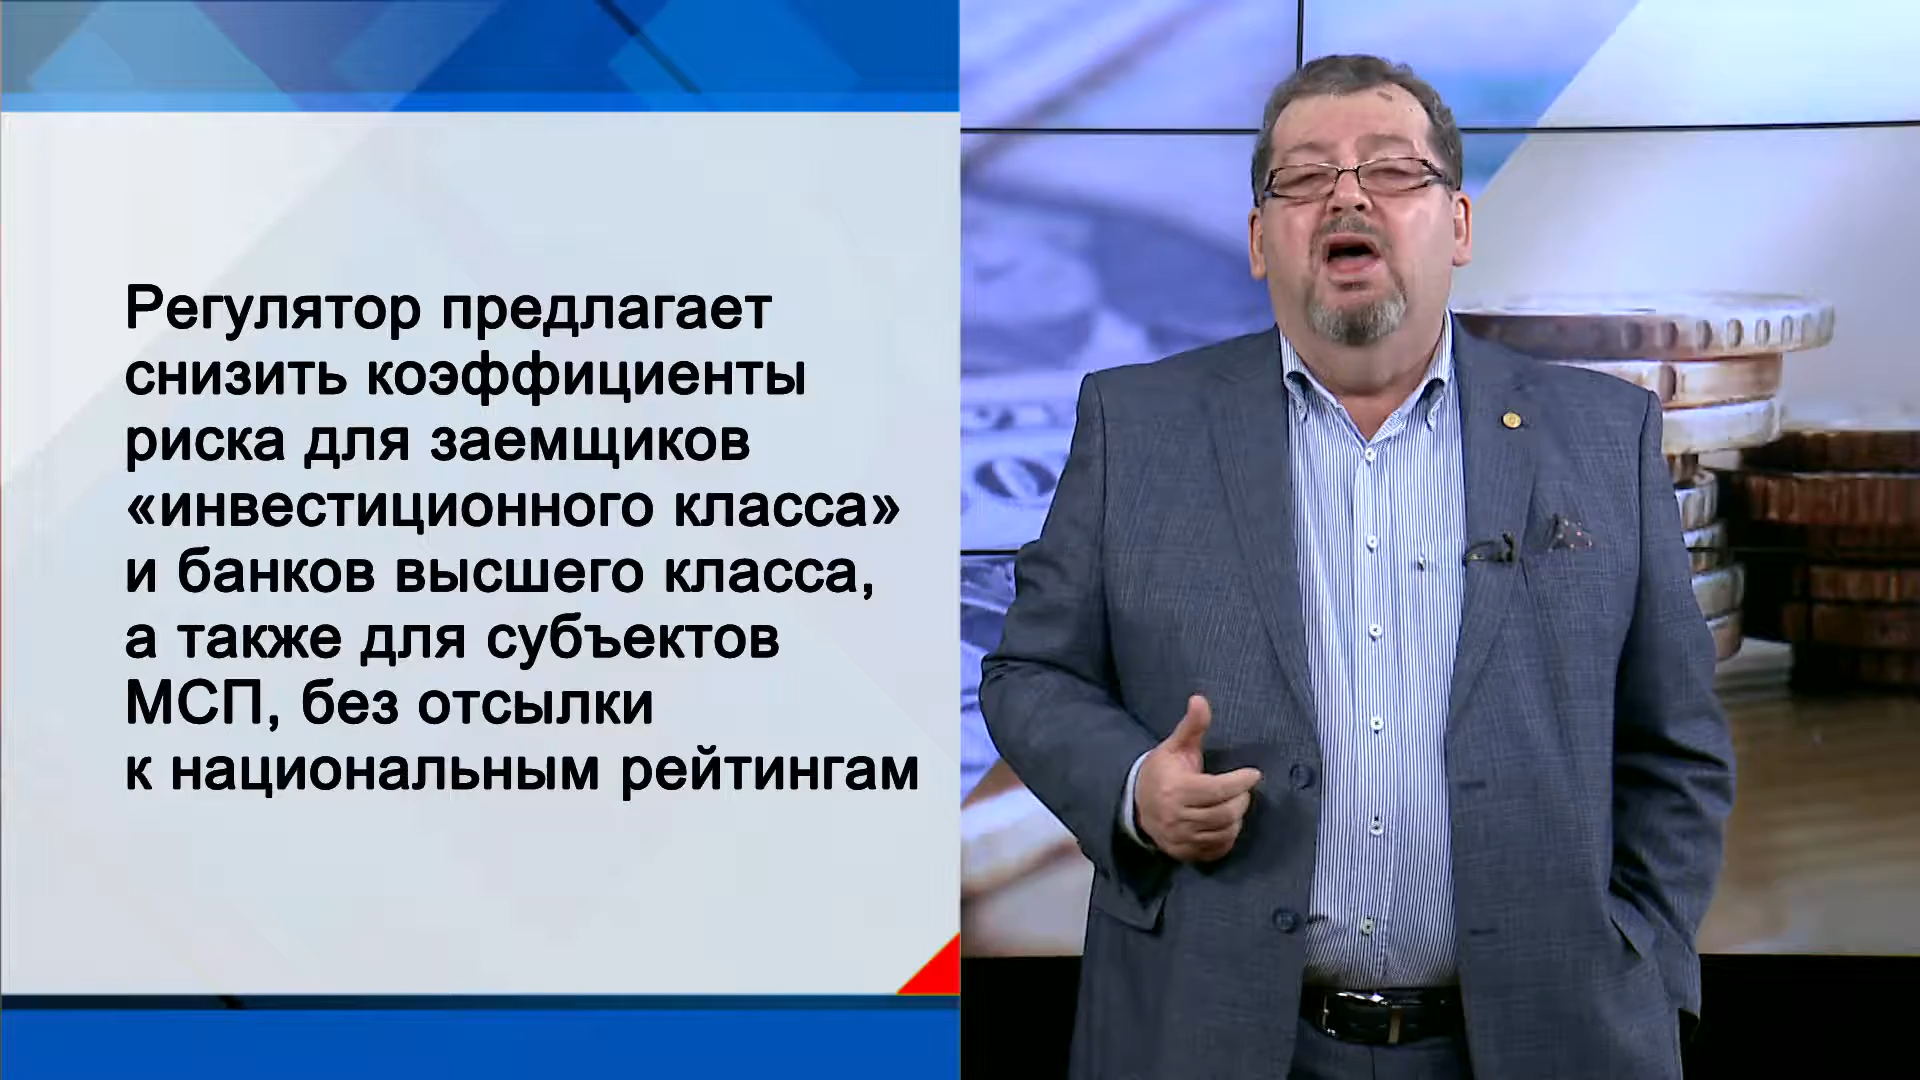 Регулятор предлагает
снизить коэффициенты
риска для заемщиков
«инвестиционного класса»
и банков высшего класса,
а также для субъектов
МСП, без отсылки
к национальным рейтингам